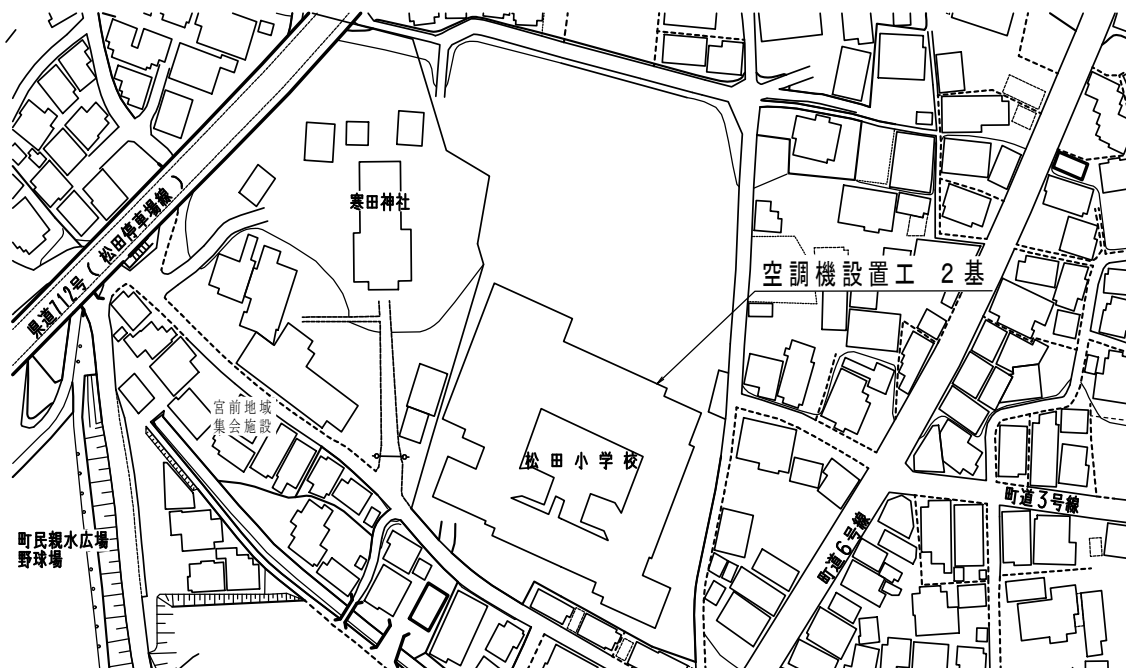 寒田神社
県道712号(松田停車場線)
空調機設置工 2基
宮前地域
集会施設
松田小学校
町道3号線
町道6号線
町民親水広場
野球場